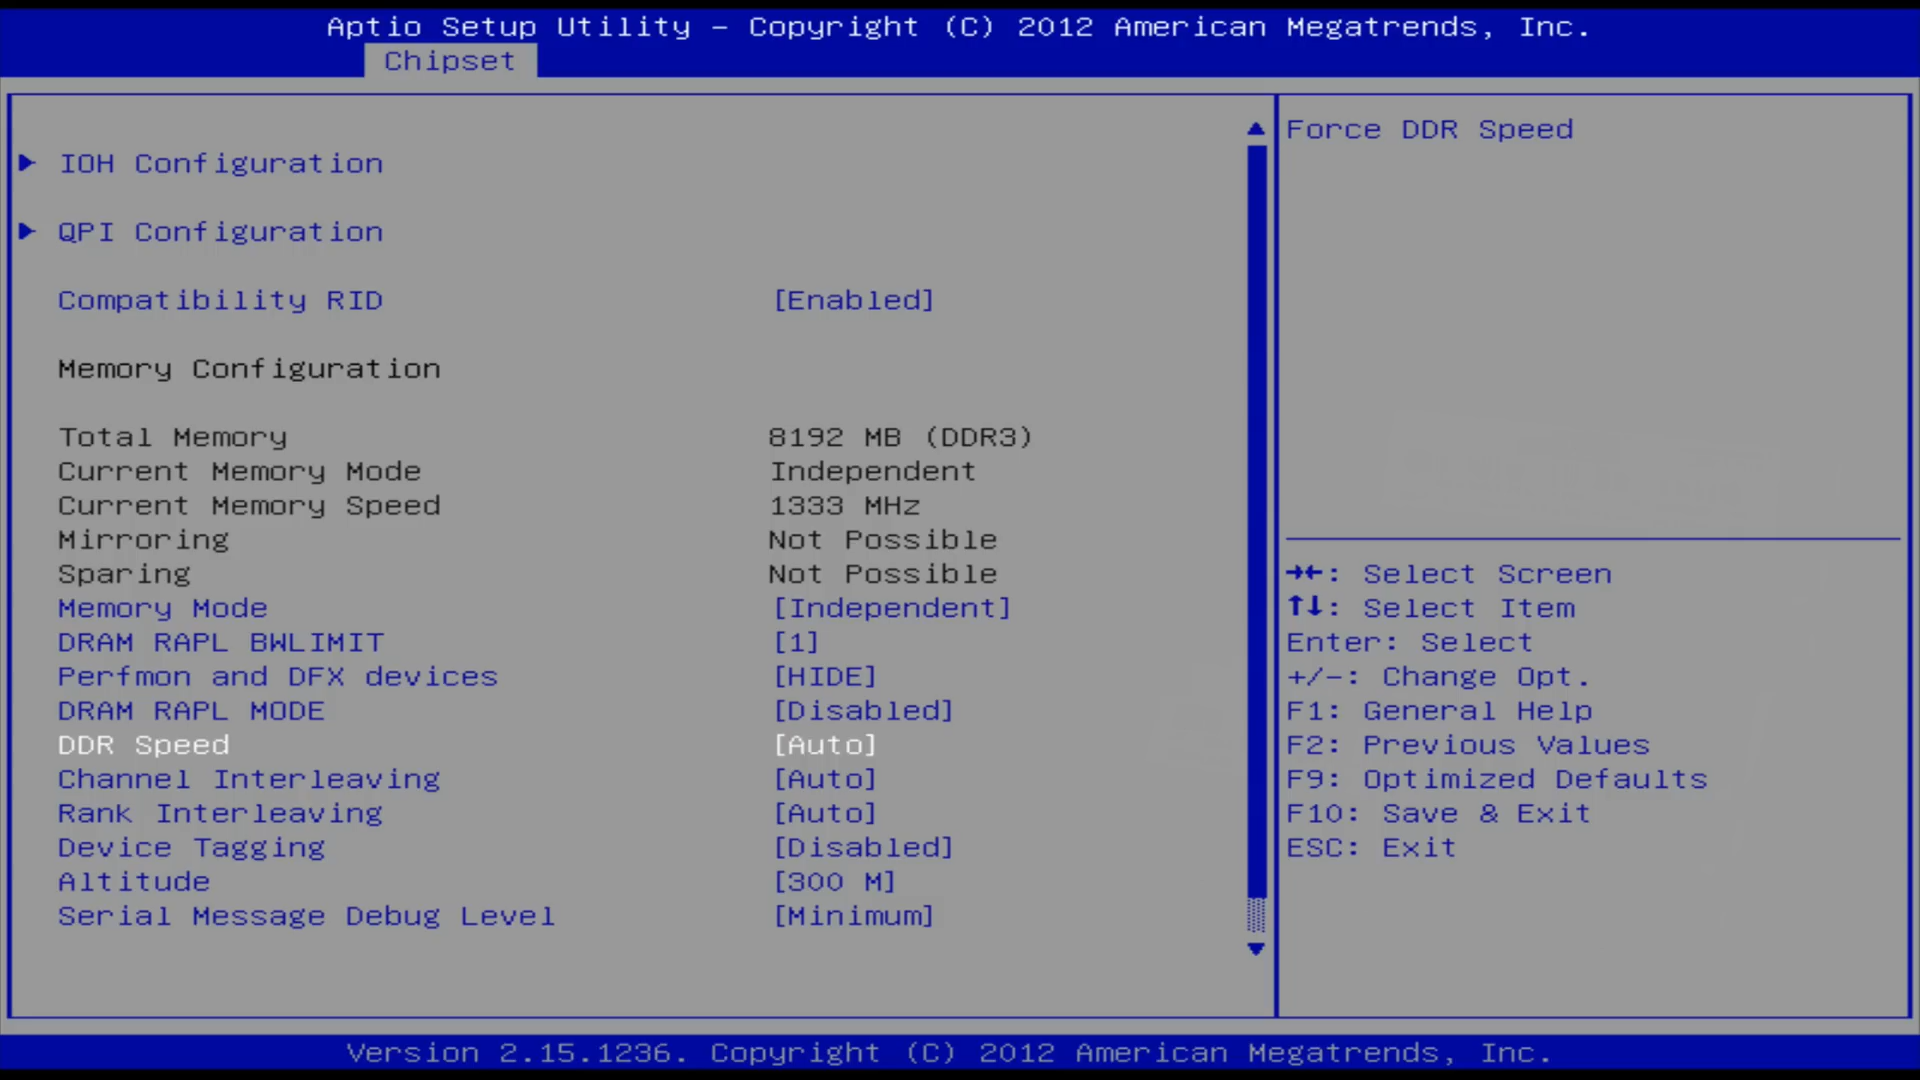 Aptio Setup Utility – Copyright (C) 2012 American Megatrends, Inc.
Chipset
IOH Configuration
QPI Configuration
Compatibility RID [Enabled]
Memory Configuration
Total Memory 8192 MB (DDR3)
Current Memory Mode Independent
Current Memory Speed 1333 MHz
Mirroring Not Possible
Sparing Not Possible
Memory Mode [Independent]
DRAM RAPL BWLIMIT [1]
Perfmon and DFX devices [HIDE]
DRAM RAPL MODE [Disabled]
DDR Speed [Auto]
Channel Interleaving [Auto]
Rank Interleaving [Auto]
Device Tagging [Disabled]
Altitude [300 M]
Serial Message Debug Level [Minimum]
Force DDR Speed
→←: Select Screen
↑↓: Select Item
Enter: Select
+/-: Change Opt.
F1: General Help
F2: Previous Values
F9: Optimized Defaults
F10: Save & Exit
ESC: Exit
Version 2.15.1236. Copyright (C) 2012 American Megatrends, Inc.